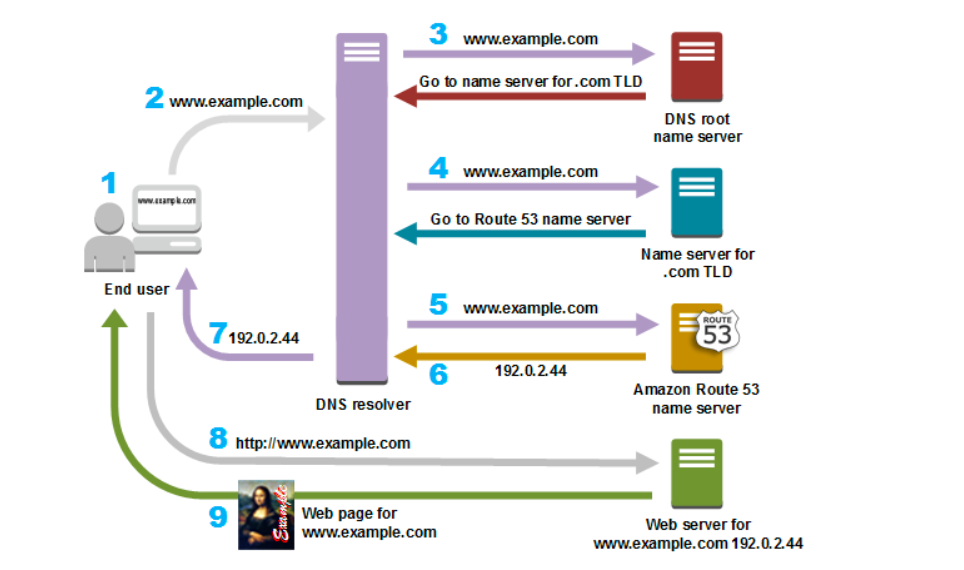 3 www.example.com
Go to name server for .com TLD
DNS root
name server
2 www.example.com
1
www.example.com
End user
4 www.example.com
Go to Route 53 name server
Name server for
.com TLD
5 www.example.com
ROUTE
53
6 192.0.2.44
Amazon Route 53
name server
7 192.0.2.44
DNS resolver
8 http://www.example.com
9
Example
Web page for
www.example.com
Web server for
www.example.com 192.0.2.44